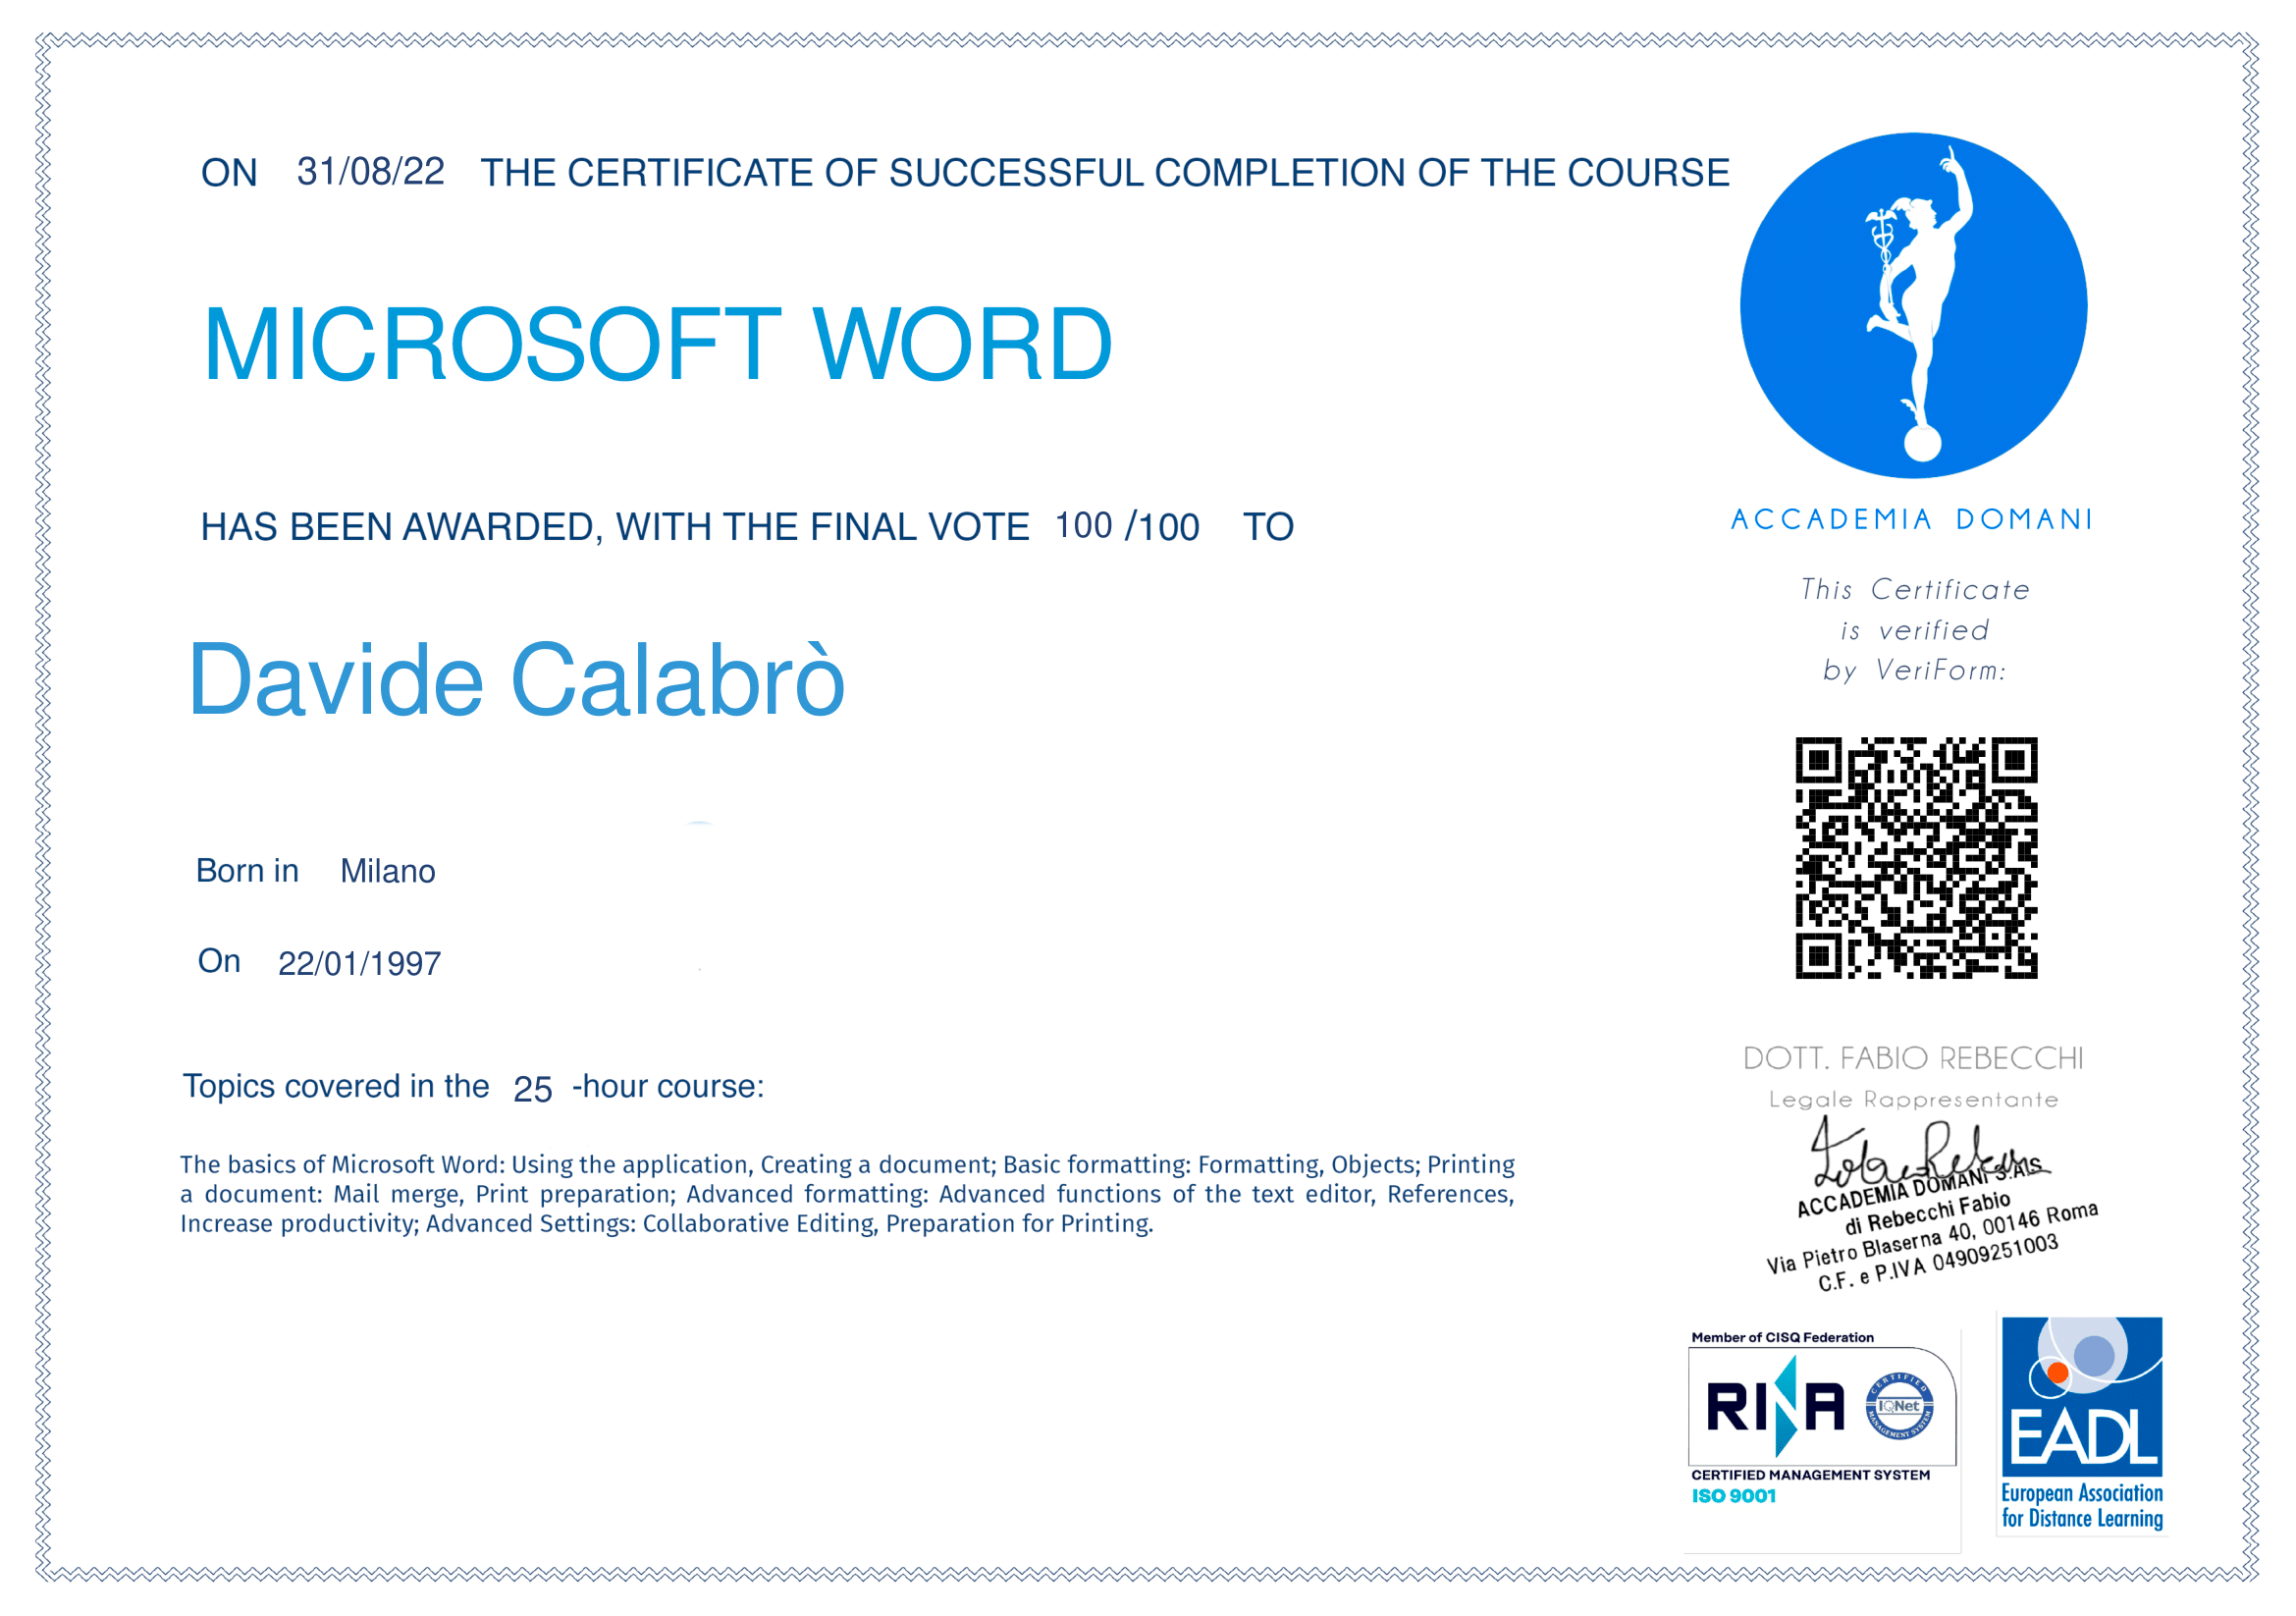 ON 31/08/22 THE CERTIFICATE OF SUCCESSFUL COMPLETION OF THE COURSE
MICROSOFT WORD
HAS BEEN AWARDED, WITH THE FINAL VOTE 100 /100 TO
Davide Calabrò
Born in Milano
On 22/01/1997
Topics covered in the 25 -hour course:
The basics of Microsoft Word: Using the application, Creating a document; Basic formatting: Formatting, Objects; Printing
a document: Mail merge, Print preparation; Advanced formatting: Advanced functions of the text editor, References,
Increase productivity; Advanced Settings: Collaborative Editing, Preparation for Printing.
ACCADEMIA DOMANI
This Certificate
is verified
by VeriForm:
DOTT. FABIO REBECCHI
Legale Rappresentante
ACCADEMIA DOMANI S.A.S
di Rebecchi Fabio
Via Pietro Blaserna 40, 00146 Roma
C.F. e P.IVA 04909251003
Member of CISQ Federation
RINA
CERTIFIED
IQNet
MANAGEMENT SYSTEM
CERTIFIED MANAGEMENT SYSTEM
ISO 9001
EADL
European Association
for Distance Learning